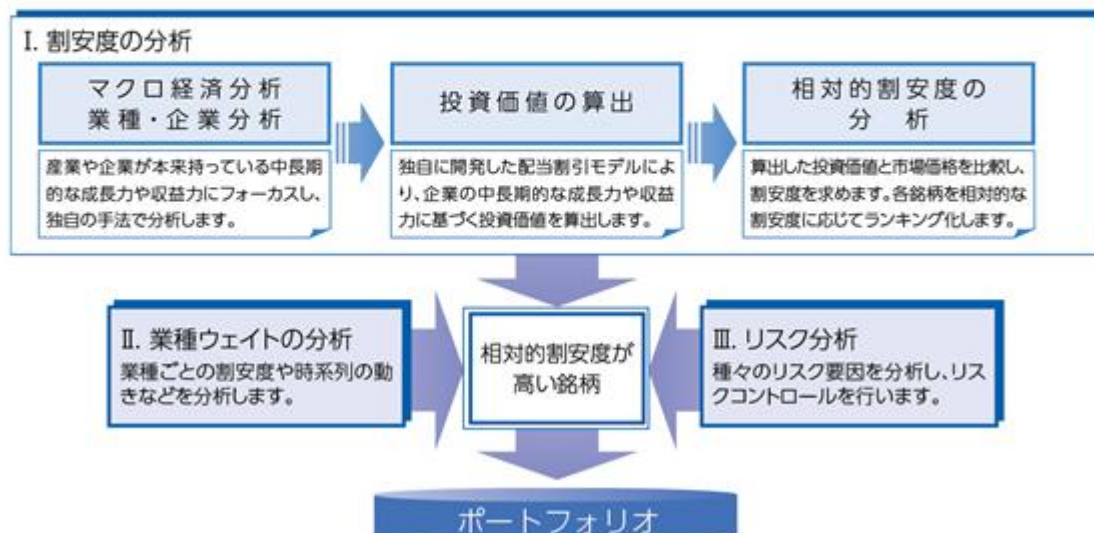 I. 割安度の分析
マクロ経済分析
業種・企業分析
産業や企業が本来持っている中長期
的な成長力や収益力にフォーカスし、
独自の手法で分析します。
投資価値の算出
独自に開発した配当割引モデルによ
り、企業の中長期的な成長力や収益
力に基づく投資価値を算出します。
相対的割安度の
分 析
算出した投資価値と市場価格を比較し、
割安度を求めます。各銘柄を相対的な
割安度に応じてランキング化します。
Ⅱ. 業種ウェイトの分析
業種ごとの割安度や時系列の動
きなどを分析します。
相対的割安度が
高い銘柄
Ⅲ. リスク分析
種々のリスク要因を分析し、リス
クコントロールを行います。
ポートフォリオ